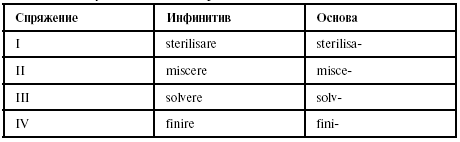 Спряжение Инфинитив Основа
I sterilisare sterilisa-
II miscere misce-
III solvere solv-
IV finire fini-